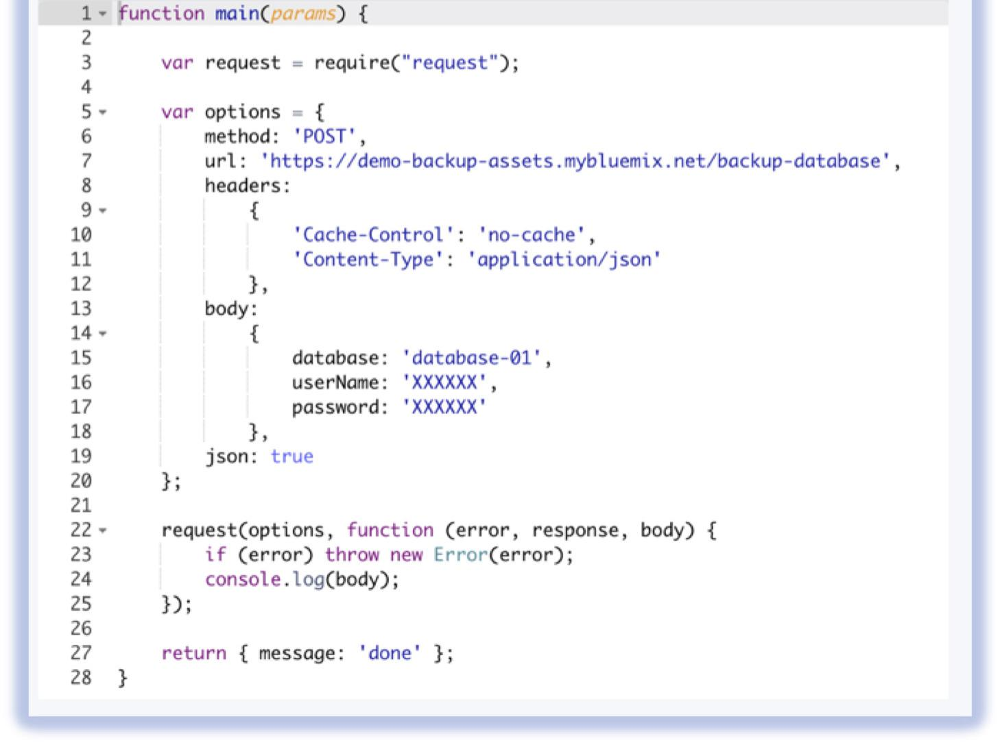 1 function main(params) {
2
3 var request = require("request");
4
5 var options = {
6 method: 'POST',
7 url: 'https://demo-backup-assets.mybluemix.net/backup-database',
8 headers:
9 {
10 'Cache-Control': 'no-cache',
11 'Content-Type': 'application/json'
12 },
13 body:
14 {
15 database: 'database-01',
16 userName: 'XXXXXX',
17 password: 'XXXXXX'
18 },
19 json: true
20 };
21
22 request(options, function (error, response, body) {
23 if (error) throw new Error(error);
24 console.log(body);
25 });
26
27 return { message: 'done' };
28 }